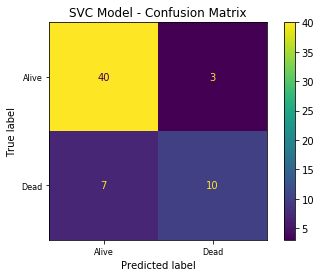 SVC Model - Confusion Matrix
True label
Alive
40
3
Dead
7
10
Alive
Dead
Predicted label
40
35
30
25
20
15
10
5